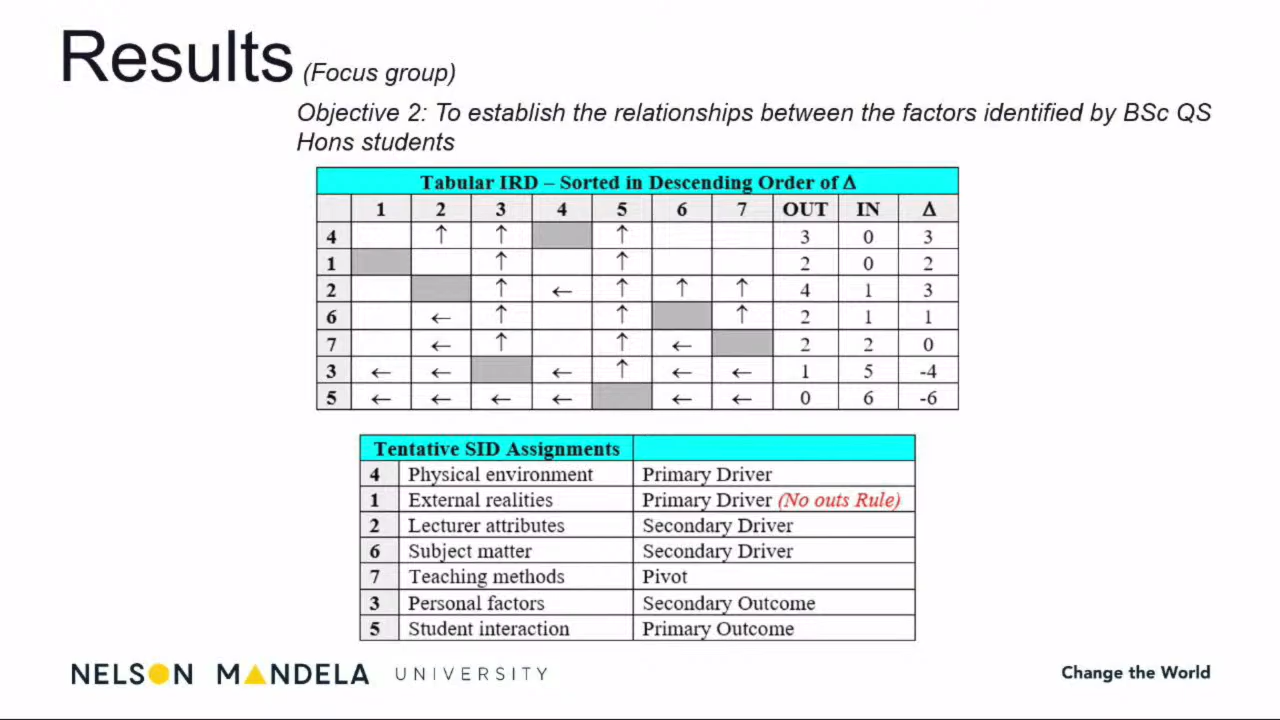 Results (Focus group)
Objective 2: To establish the relationships between the factors identified by BSc QS
Hons students
Tabular IRD – Sorted in Descending Order of Δ
1 2 3 4 5 6 7 OUT IN Δ
4 ↑ ↑ ↑ 3 0 3
1 ↑ ↑ 2 0 2
2 ↑ ← ↑ ↑ ↑ 4 1 3
6 ← ↑ ↑ ↑ 2 1 1
7 ← ↑ ↑ ← 2 2 0
3 ← ← ← ↑ ← ← 1 5 -4
5 ← ← ← ← ← ← 0 6 -6
Tentative SID Assignments
4 Physical environment Primary Driver
1 External realities Primary Driver (No outs Rule)
2 Lecturer attributes Secondary Driver
6 Subject matter Secondary Driver
7 Teaching methods Pivot
3 Personal factors Secondary Outcome
5 Student interaction Primary Outcome
NELSON MANDELA UNIVERSITY
Change the World